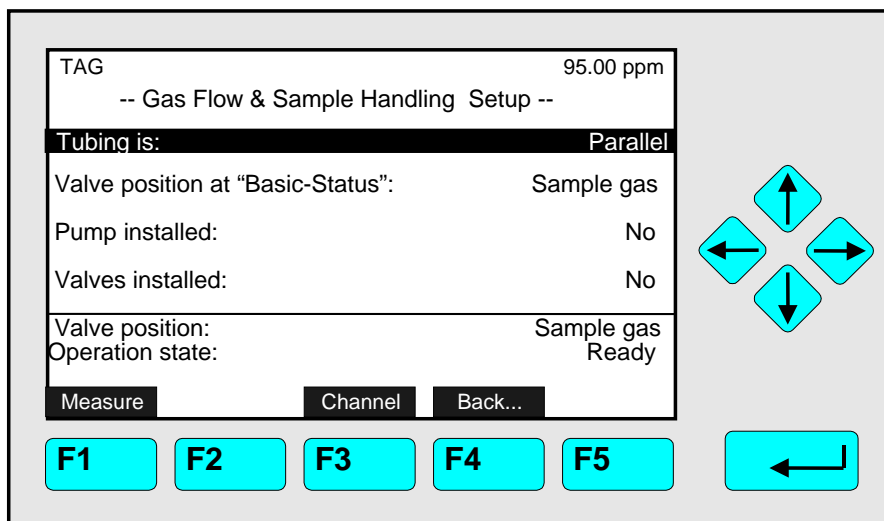 TAG 95.00 ppm
-- Gas Flow & Sample Handling Setup --
Tubing is: Parallel
Valve position at “Basic-Status”: Sample gas
Pump installed: No
Valves installed: No
Valve position: Sample gas
Operation state: Ready
Measure Channel Back...
F1 F2 F3 F4 F5